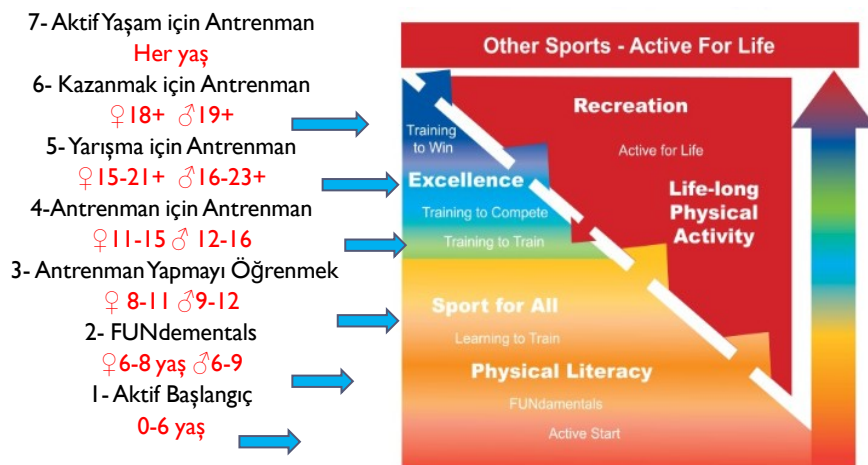 7- Aktif Yaşam için Antrenman
Her yaş
6- Kazanmak için Antrenman
♀18+ ♂19+
5- Yarışma için Antrenman
♀15-21+ ♂16-23+
4-Antrenman için Antrenman
♀11-15 ♂ 12-16
3- Antrenman Yapmayı Öğrenmek
♀ 8-11 ♂9-12
2- FUNdementals
♀6-8 yaş ♂6-9
1- Aktif Başlangıç
0-6 yaş
Other Sports - Active For Life
Recreation
Active for Life
Life-long
Physical
Activity
Training
to Win
Excellence
Training to Compete
Training to Train
Sport for All
Learning to Train
Physical Literacy
FUNdamentals
Active Start